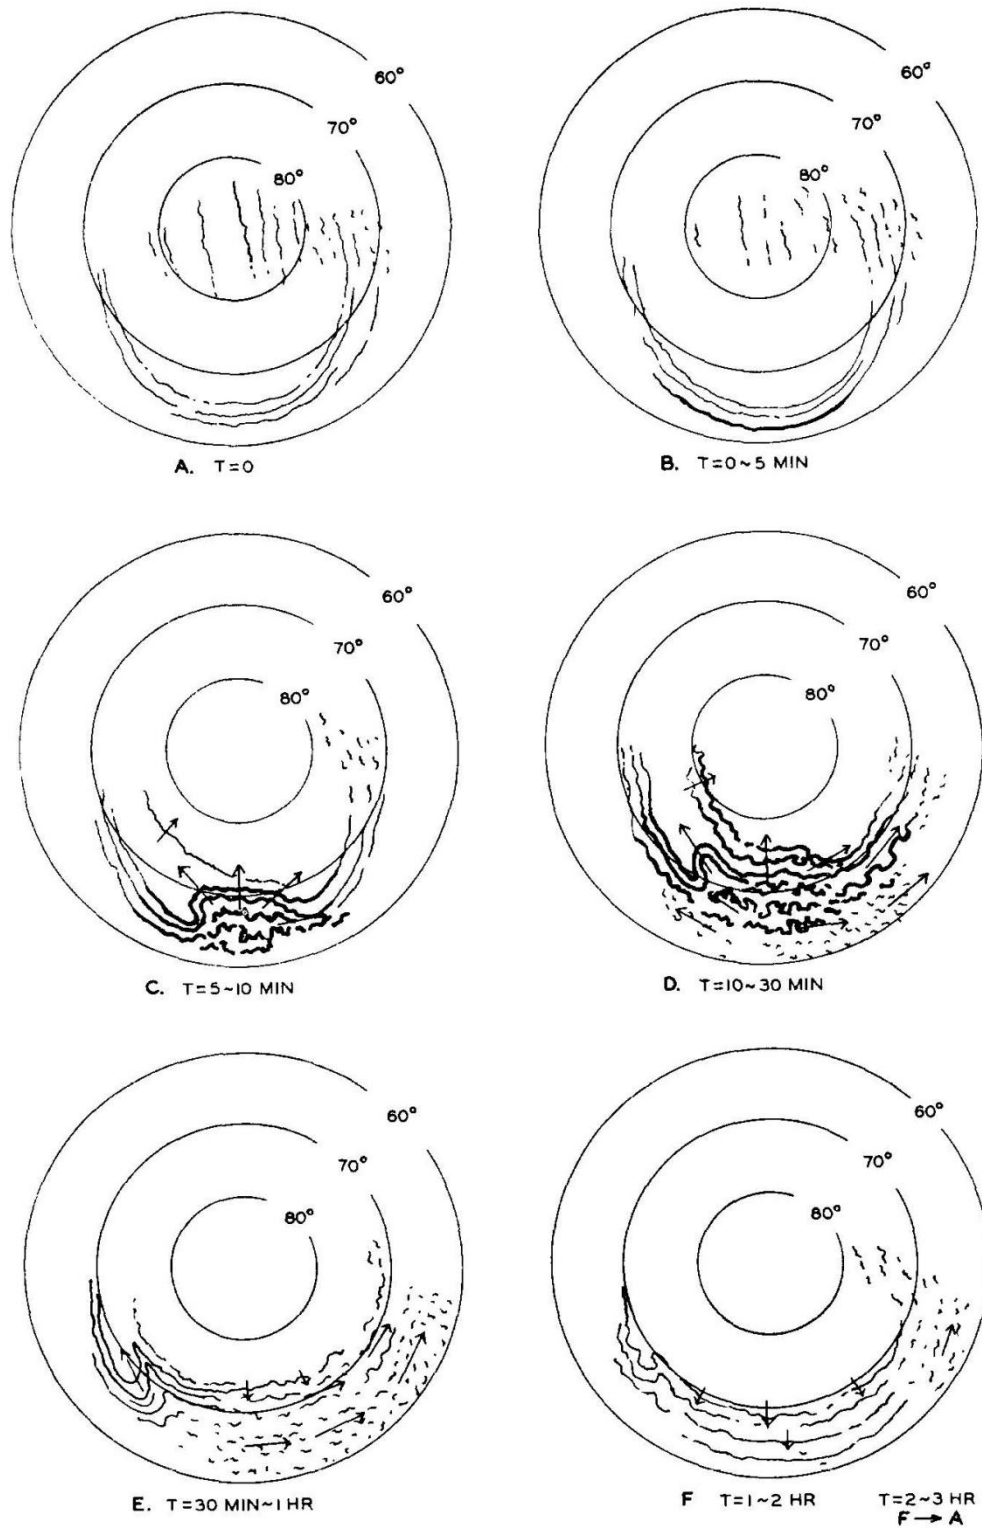 60°
70°
80°
A. T=0
60°
70°
80°
B. T=0~5 MIN
60°
70°
80°
C. T=5~10 MIN
60°
70°
80°
D. T=10~30 MIN
60°
70°
80°
E. T=30 MIN~1 HR
60°
70°
80°
F T=1~2 HR
T=2~3 HR
F → A